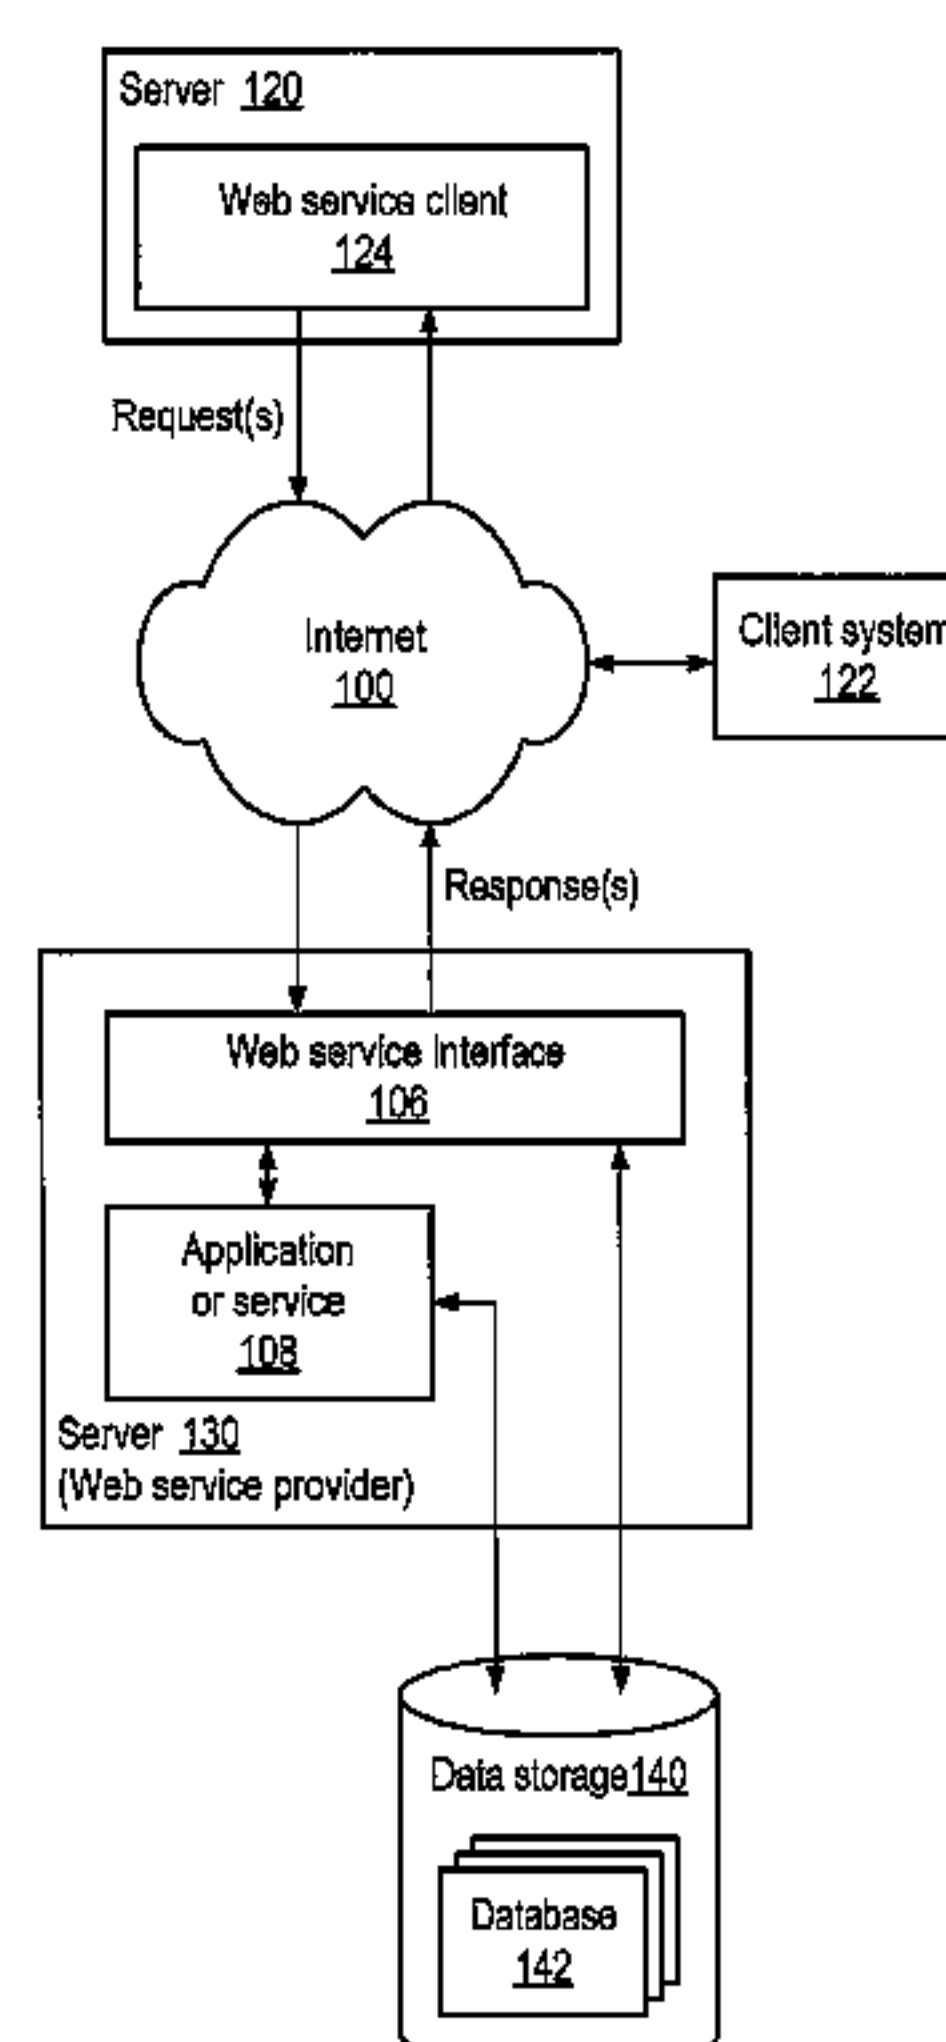 Server 120
Web service client
124
Request(s)
Internet
100
Client system
122
Response(s)
Web service interface
106
Application
or service
108
Server 130
(Web service provider)
Data storage140
Database
142